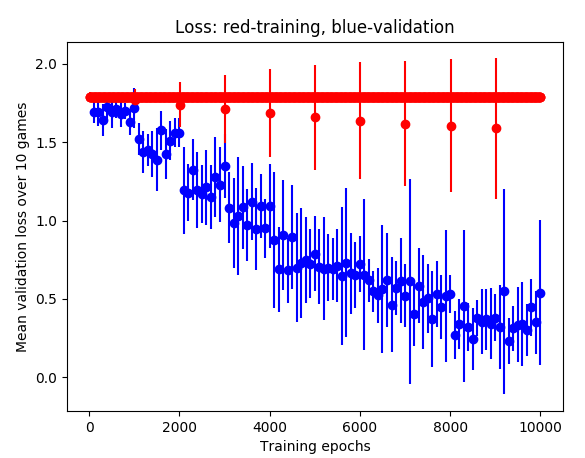 Loss: red-training, blue-validation
2.0
1.5
1.0
0.5
0.0
Mean validation loss over 10 games
0 2000 4000 6000 8000 10000
Training epochs